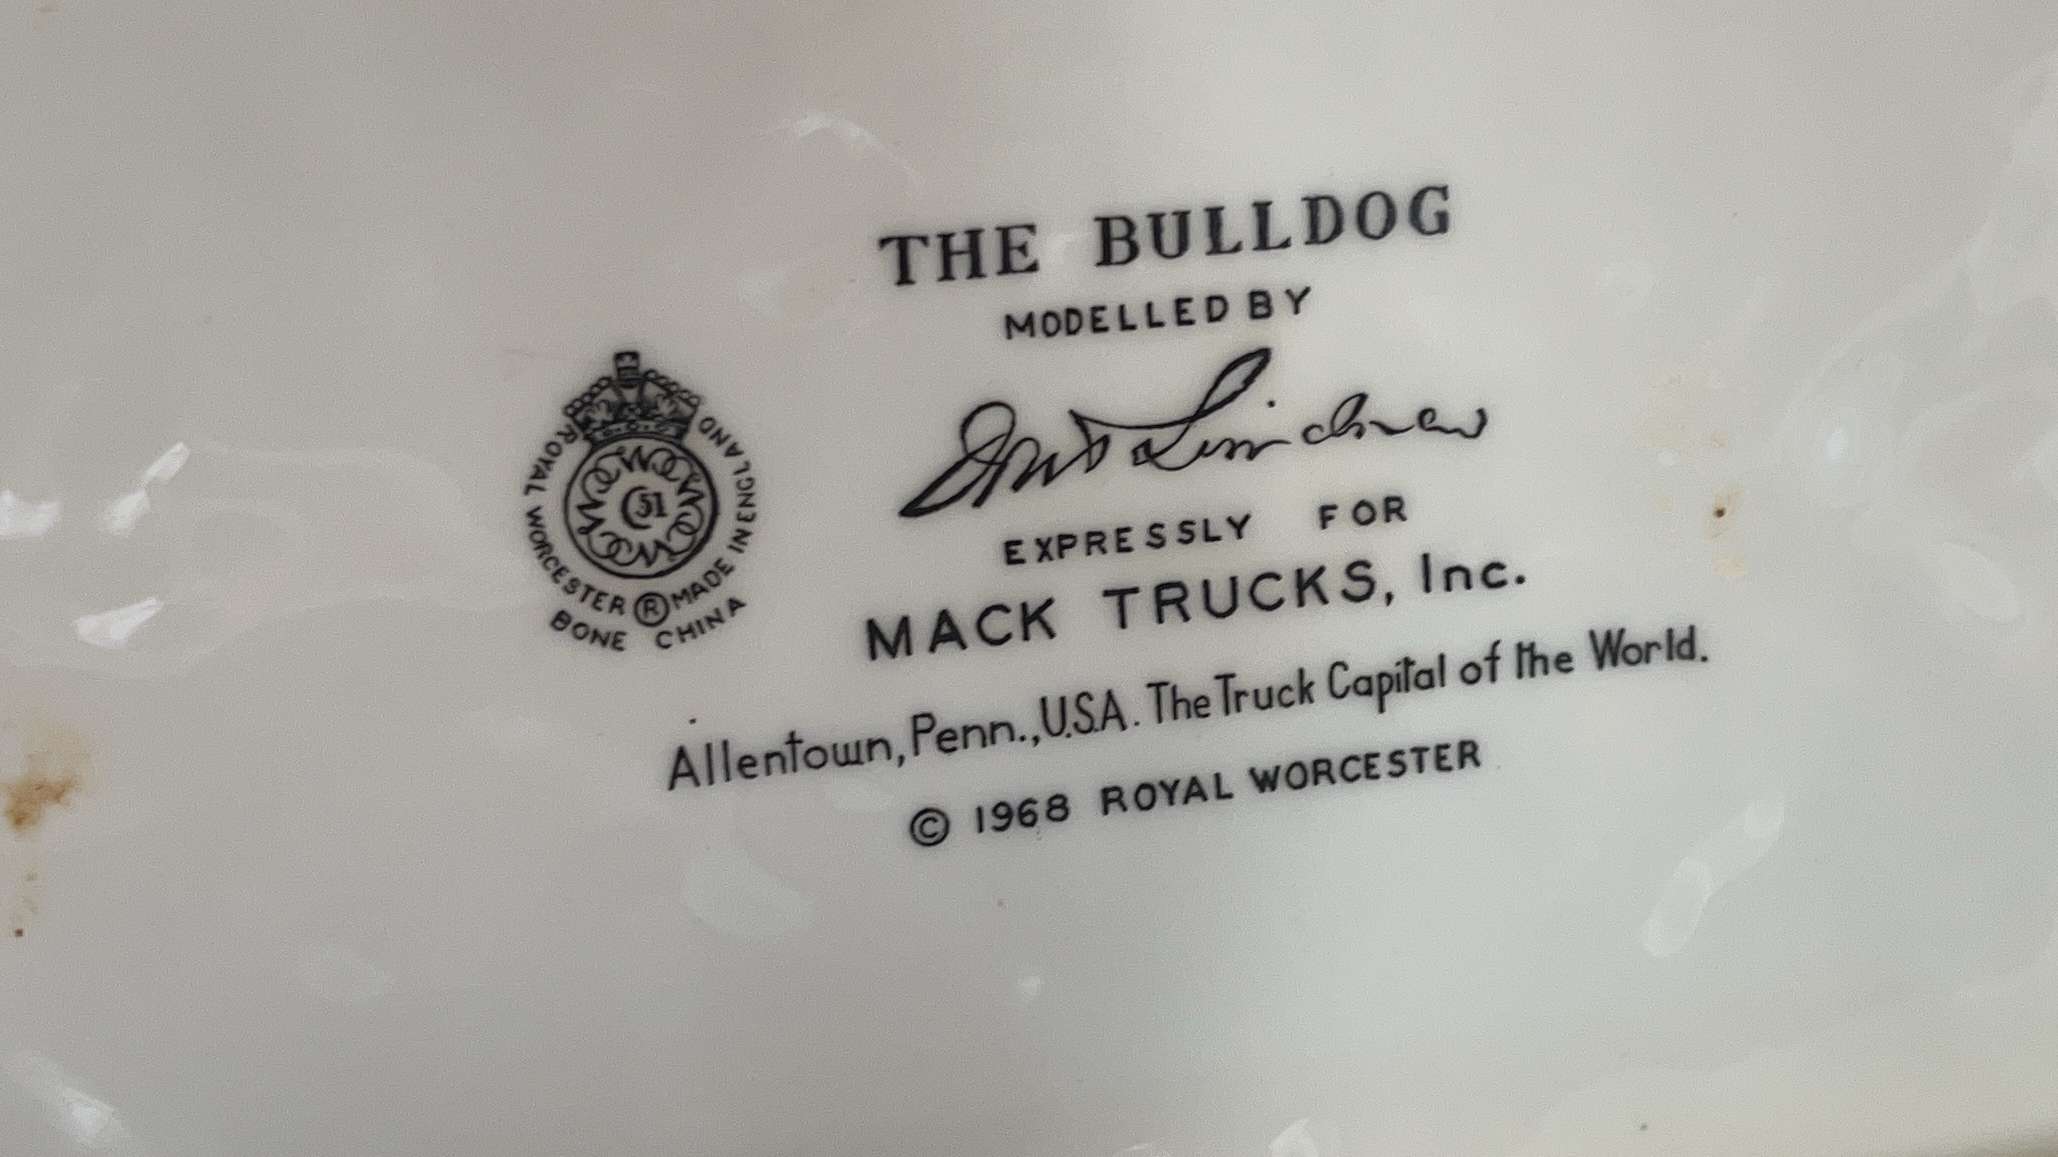 THE BULLDOG
MODELLED BY
EXPRESSLY FOR
MACK TRUCKS, Inc.
Allentown, Penn., U.S.A. The Truck Capital of the World.
© 1968 ROYAL WORCESTER
ROYAL WORCESTER ® MADE IN ENGLAND
BONE CHINA
51